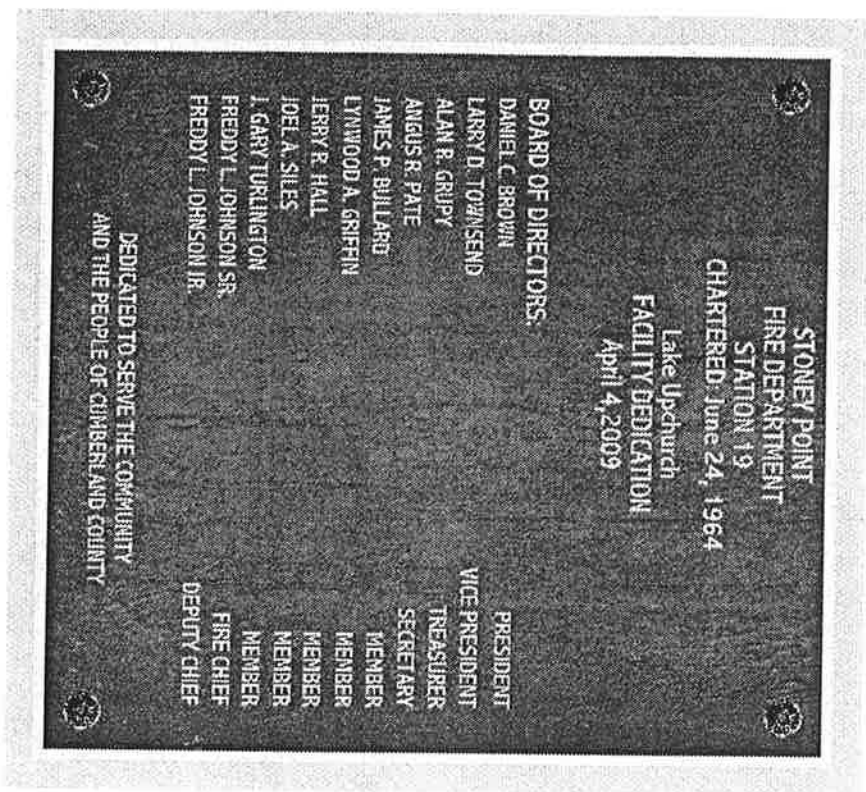 STONEY POINT
FIRE DEPARTMENT
STATION 19
CHARTERED: June 24, 1964
Lake Upchurch
FACILITY DEDICATION
April 4, 2009
BOARD OF DIRECTORS:
DANIEL C. BROWN PRESIDENT
LARRY D. TOWNSEND VICE PRESIDENT
ALAN R. GRUPY TREASURER
ANGUS R. PATE SECRETARY
JAMES P. BULLARD MEMBER
LYNWOOD A. GRIFFIN MEMBER
JERRY R. HALL MEMBER
JOEL A. SILES MEMBER
J. GARY TURLINGTON MEMBER
FREDDY L. JOHNSON SR. FIRE CHIEF
FREDDY L. JOHNSON JR. DEPUTY CHIEF
DEDICATED TO SERVE THE COMMUNITY
AND THE PEOPLE OF CUMBERLAND COUNTY